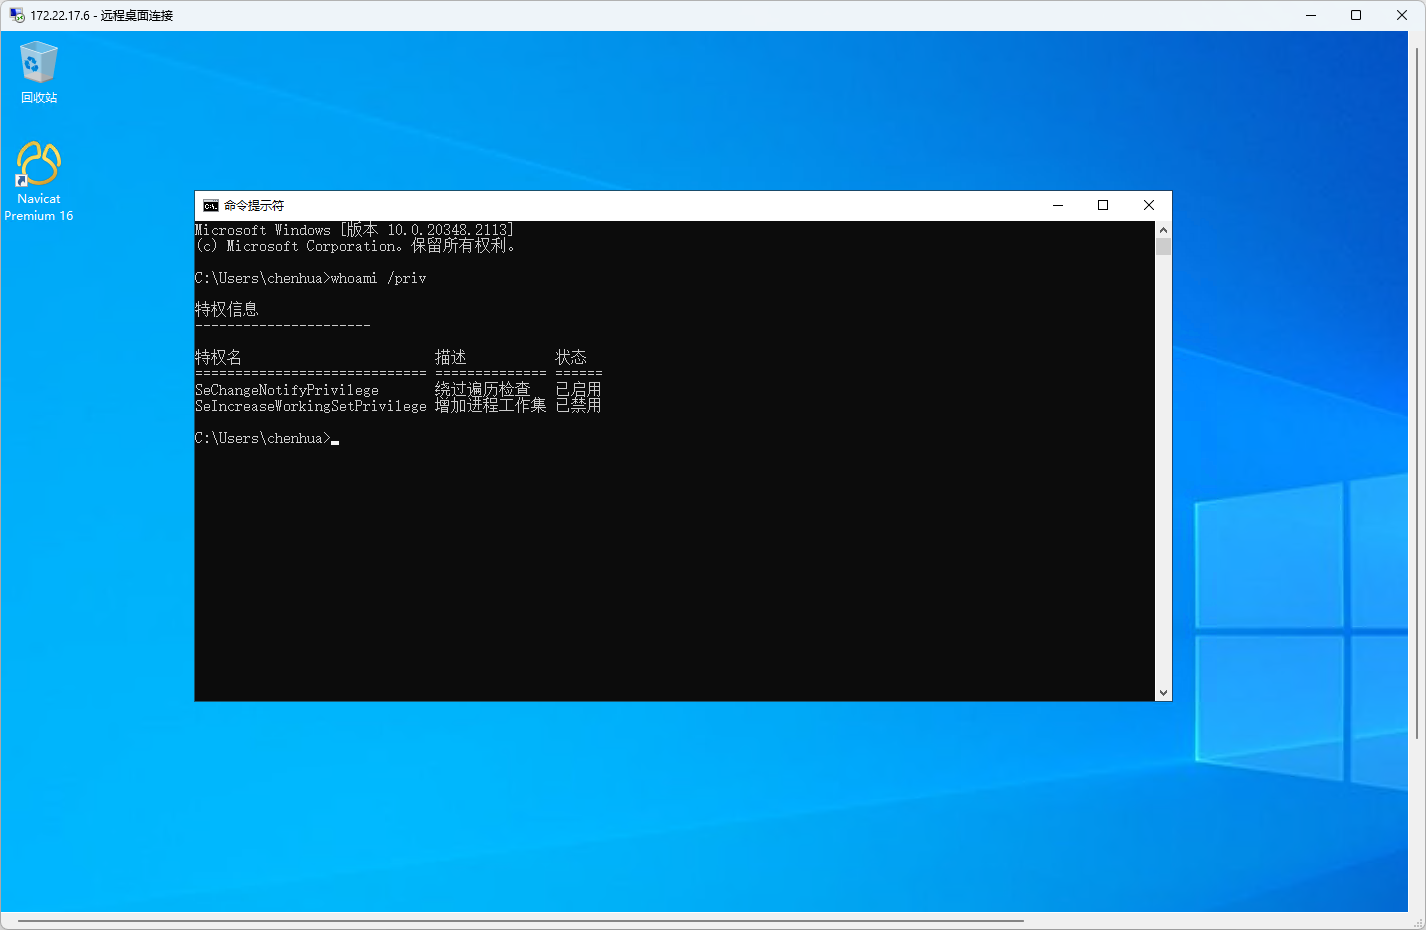 172.22.17.6 - 远程桌面连接
回收站
Navicat
Premium 16
命令提示符
Microsoft Windows [版本 10.0.20348.2113]
(c) Microsoft Corporation。保留所有权利。
C:\Users\chenhua>whoami /priv
特权信息
----------------------
特权名 描述 状态
============================= ============== ======
SeChangeNotifyPrivilege 绕过遍历检查 已启用
SeIncreaseWorkingSetPrivilege 增加进程工作集 已禁用
C:\Users\chenhua>